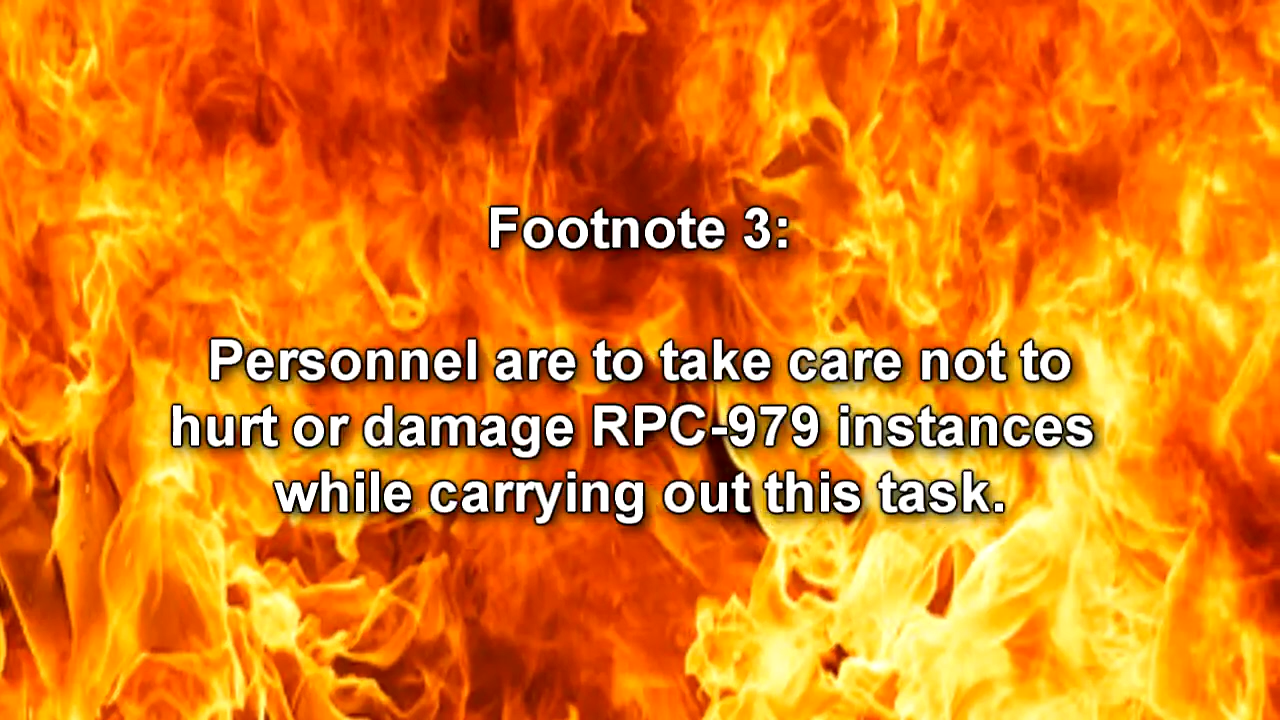 Footnote 3:
Personnel are to take care not to
hurt or damage RPC-979 instances
while carrying out this task.